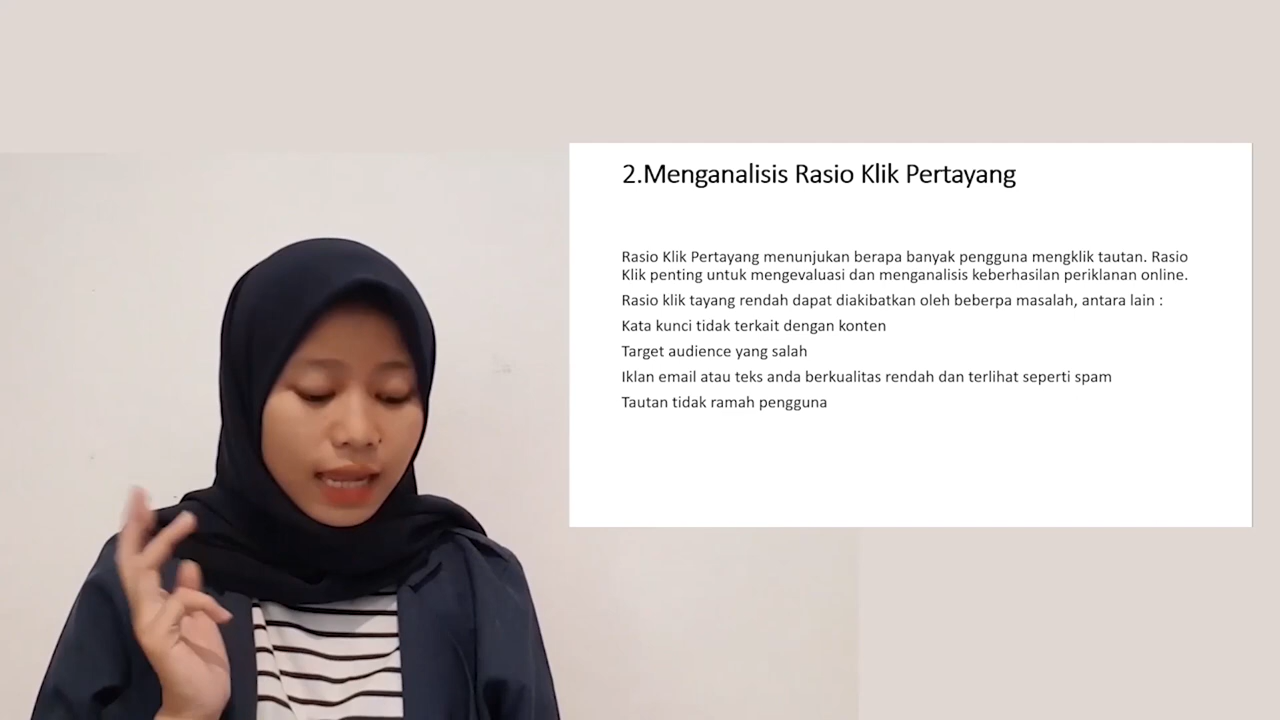 2.Menganalisis Rasio Klik Pertayang
Rasio Klik Pertayang menunjukan berapa banyak pengguna mengklik tautan. Rasio
Klik penting untuk mengevaluasi dan menganalisis keberhasilan periklanan online.
Rasio klik tayang rendah dapat diakibatkan oleh beberpa masalah, antara lain :
Kata kunci tidak terkait dengan konten
Target audience yang salah
Iklan email atau teks anda berkualitas rendah dan terlihat seperti spam
Tautan tidak ramah pengguna